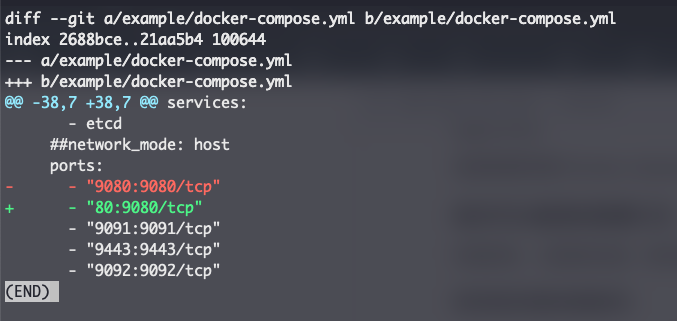 diff --git a/example/docker-compose.yml b/example/docker-compose.yml
index 2688bce..21aa5b4 100644
--- a/example/docker-compose.yml
+++ b/example/docker-compose.yml
@@ -38,7 +38,7 @@ services:
       - etcd
     ##network_mode: host
     ports:
-      - "9080:9080/tcp"
+      - "80:9080/tcp"
       - "9091:9091/tcp"
       - "9443:9443/tcp"
       - "9092:9092/tcp"
(END)